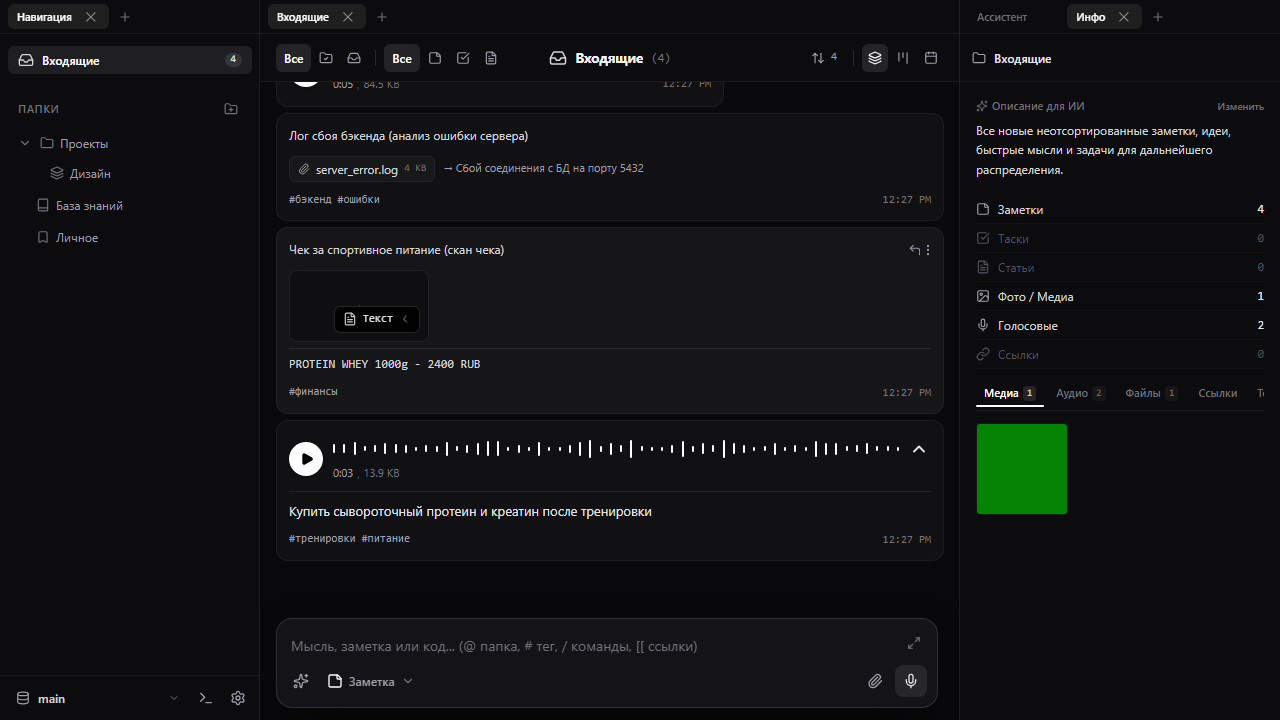 Навигация
Входящие
4
ПАПКИ
Проекты
Дизайн
База знаний
Личное
main
Входящие
Все
Все
Входящие (4)
4
0:05 , 84.5 KB
12:27 PM
Лог сбоя бэкенда (анализ ошибки сервера)
server_error.log 4 KB → Сбой соединения с БД на порту 5432
#бэкенд #ошибки
12:27 PM
Чек за спортивное питание (скан чека)
Текст
PROTEIN WHEY 1000g - 2400 RUB
#финансы
12:27 PM
0:03 , 13.9 KB
Купить сывороточный протеин и креатин после тренировки
#тренировки #питание
12:27 PM
Мысль, заметка или код... (@ папка, # тег, / команды, [[ ссылки)
Заметка
Ассистент
Инфо
Входящие
Описание для ИИ
Изменить
Все новые неотсортированные заметки, идеи,
быстрые мысли и задачи для дальнейшего
распределения.
Заметки 4
Таски 0
Статьи 0
Фото / Медиа 1
Голосовые 2
Ссылки 0
Медиа 1 Аудио 2 Файлы 1 Ссылки